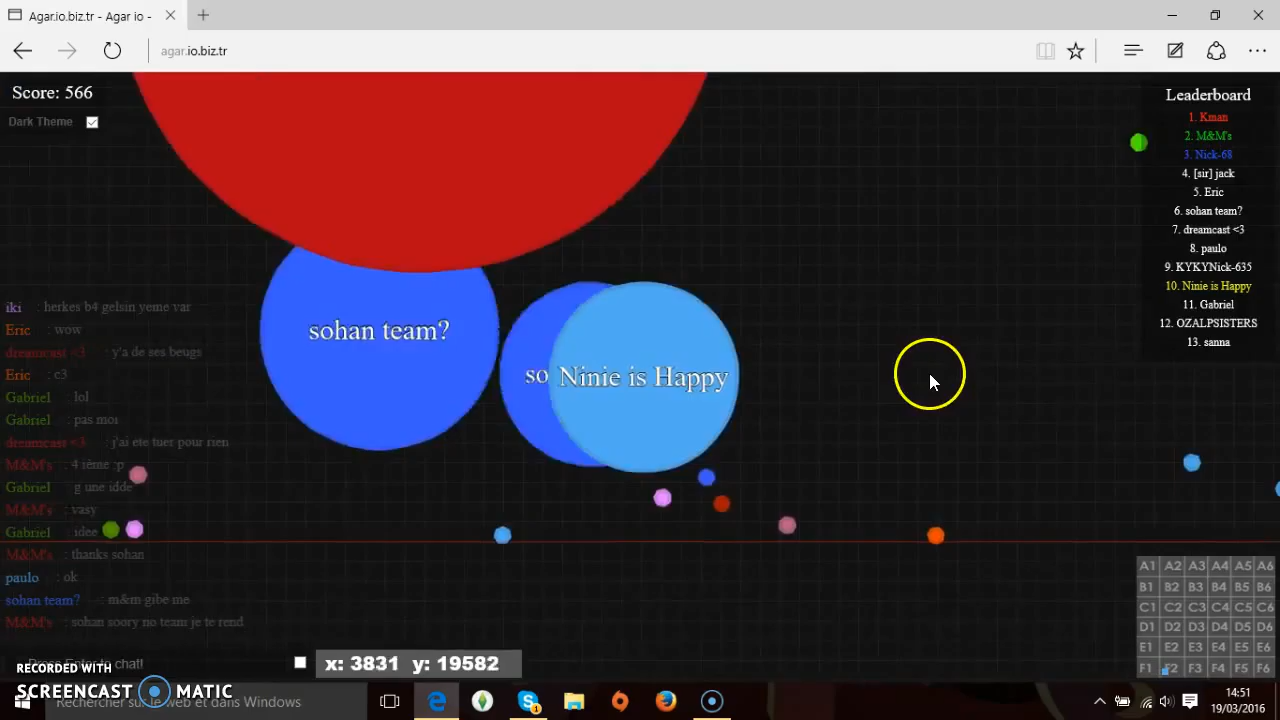 Agar.io.biz.tr - Agar io -
agar.io.biz.tr
Score: 566
Dark Theme
Leaderboard
1. Kman
2. M&M's
3. Nick-68
4. [sir] jack
5. Eric
6. sohan team?
7. dreamcast <3
8. paulo
9. KYKYNick-635
10. Ninie is Happy
11. Gabriel
12. OZALPSISTERS
13. sanna
sohan team?
so
Ninie is Happy
iki : herkes b4 gelsin yeme var
Eric : wow
dreamcast <3 : y'a de ses beugs
Eric : c3
Gabriel : lol
Gabriel : pas moi
dreamcast <3 : j'ai ete tuer pour rien
M&M's : 4 ième :p
Gabriel : g une idde
M&M's : vasy
Gabriel : idee
M&M's : thanks sohan
paulo : ok
sohan team? : m&m gibe me
M&M's : sohan soory no team je te rend
Press Enter to chat!
x: 3831 y: 19582
A1 A2 A3 A4 A5 A6
B1 B2 B3 B4 B5 B6
C1 C2 C3 C4 C5 C6
D1 D2 D3 D4 D5 D6
E1 E2 E3 E4 E5 E6
F1 F2 F3 F4 F5 F6
RECORDED WITH
SCREENCAST MATIC
Rechercher sur le web et dans Windows
1
14:51
19/03/2016